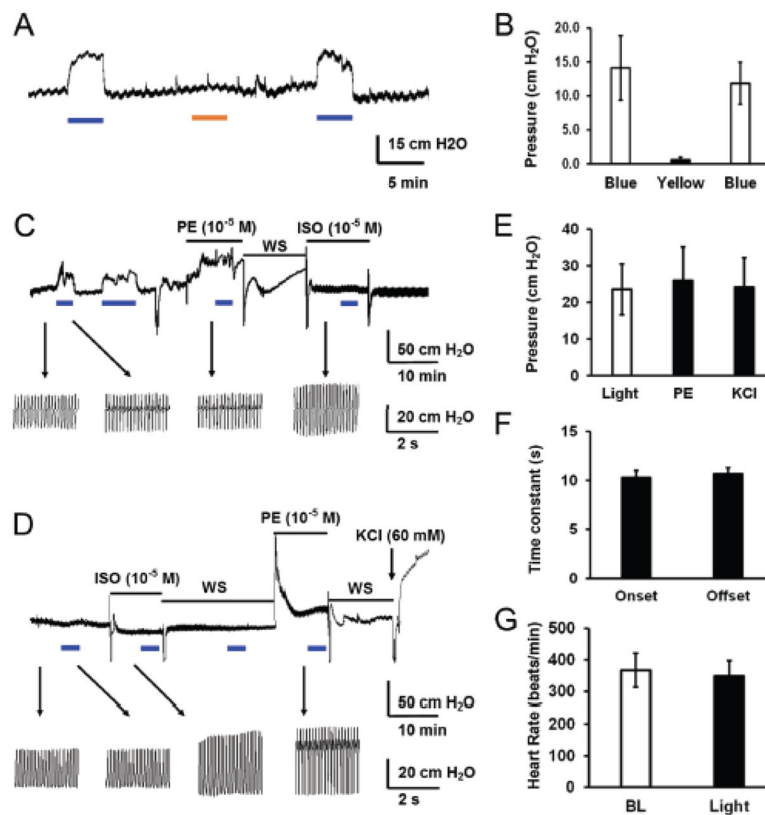 A
15 cm H2O
5 min
B
Pressure (cm H₂O)
20.0
15.0
10.0
5.0
0.0
Blue Yellow Blue
C
PE (10⁻⁵ M)
WS
ISO (10⁻⁵ M)
50 cm H₂O
10 min
20 cm H₂O
2 s
D
ISO (10⁻⁵ M)
WS
PE (10⁻⁵ M)
WS
KCl (60 mM)
50 cm H₂O
10 min
20 cm H₂O
2 s
E
Pressure (cm H₂O)
40
30
20
10
0
Light PE KCl
F
Time constant (s)
15
10
5
0
Onset Offset
G
Heart Rate (beats/min)
500
400
300
200
100
0
BL Light